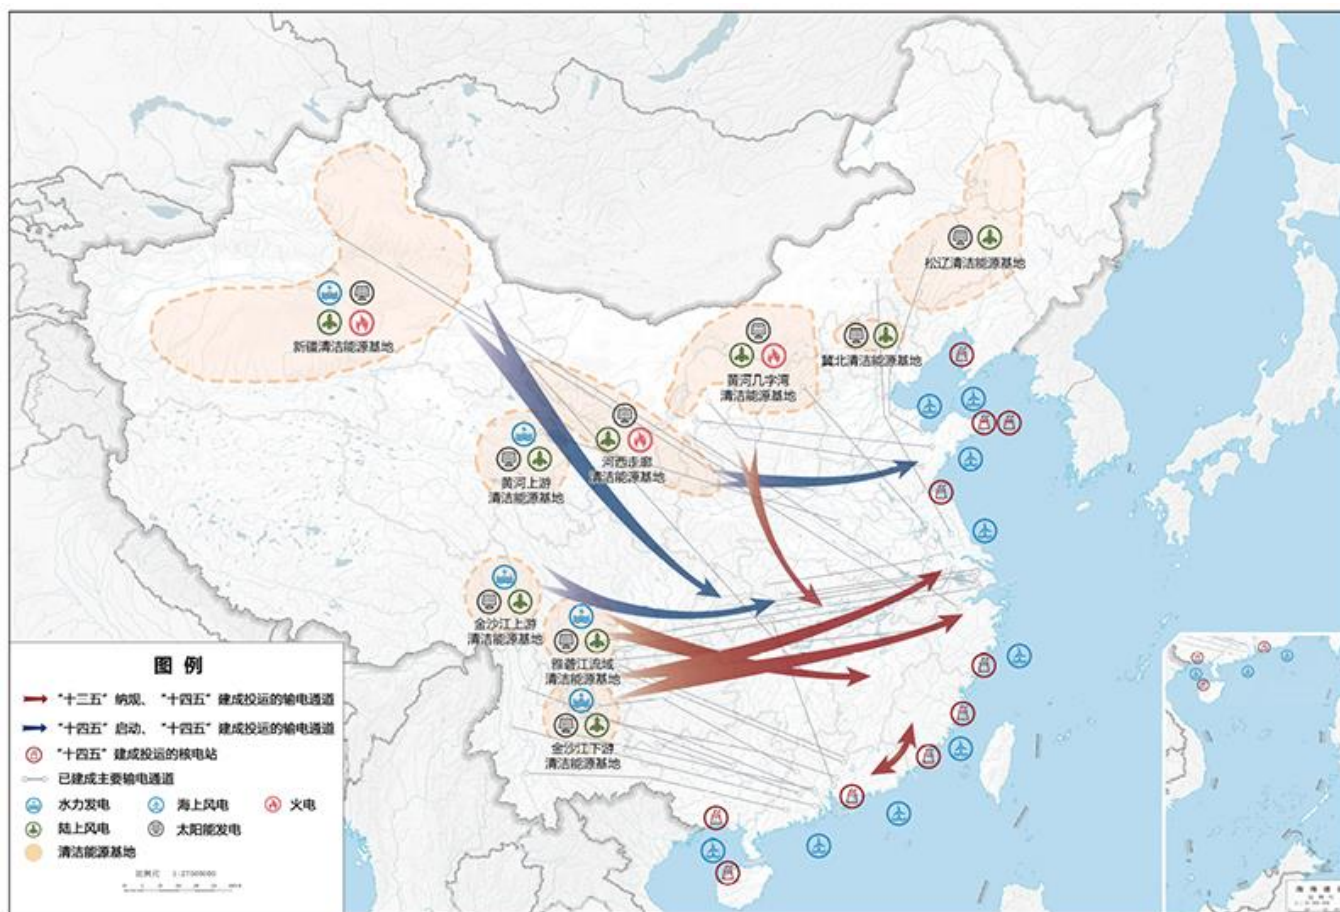 松辽清洁能源基地
新疆清洁能源基地
冀北清洁能源基地
黄河几字湾
清洁能源基地
河西走廊
清洁能源基地
黄河上游
清洁能源基地
金沙江上游
清洁能源基地
雅砻江流域
清洁能源基地
金沙江下游
清洁能源基地
图 例
“十三五”纳规、“十四五”建成投运的输电通道
“十四五”启动、“十四五”建成投运的输电通道
“十四五”建成投运的核电站
已建成主要输电通道
水力发电 海上风电 火电
陆上风电 太阳能发电
清洁能源基地
比例尺